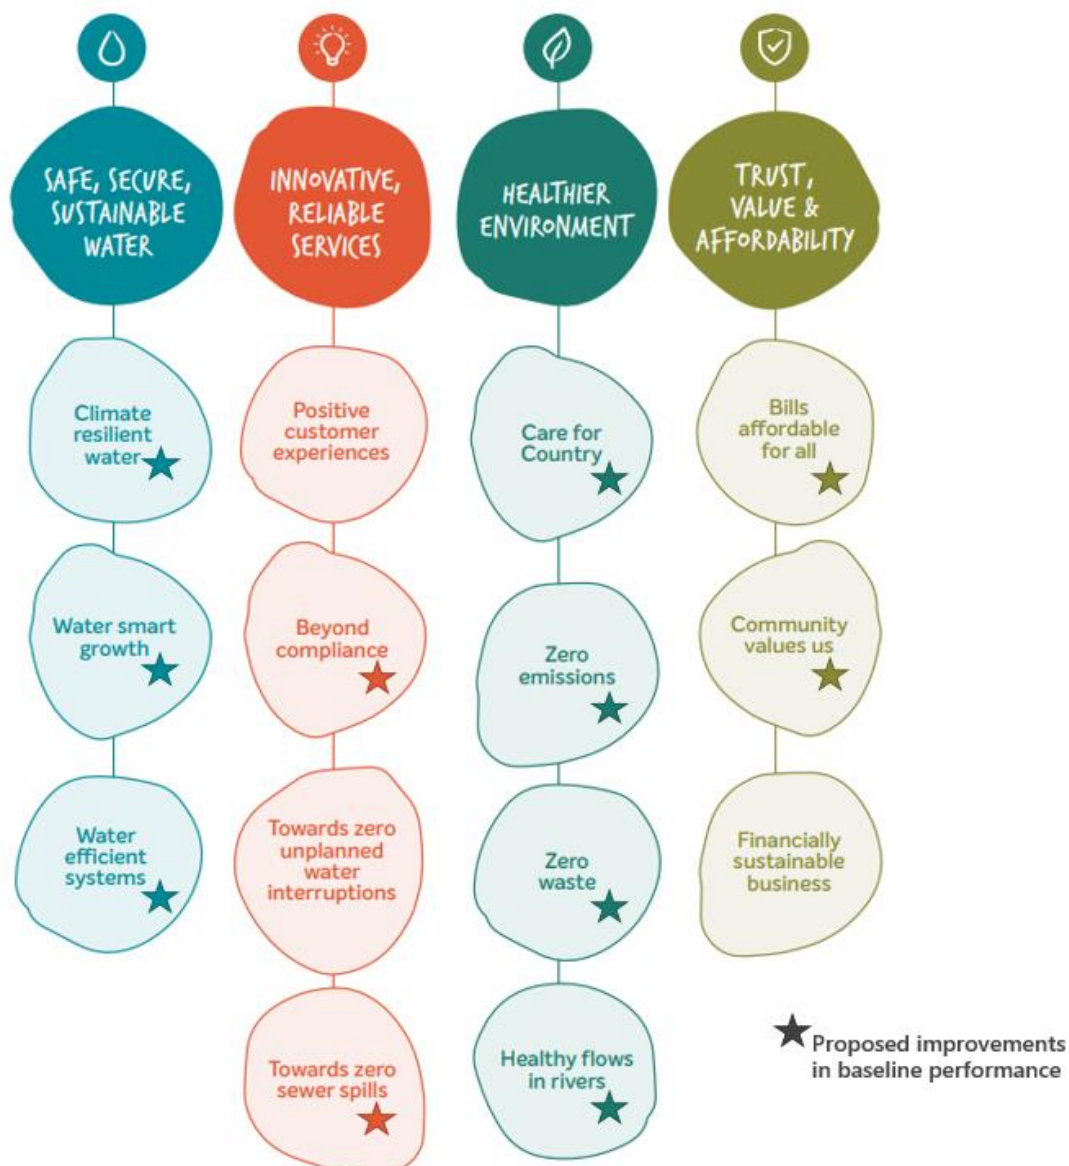 SAFE, SECURE,
SUSTAINABLE
WATER
Climate
resilient
water
Water smart
growth
Water
efficient
systems
INNOVATIVE,
RELIABLE
SERVICES
Positive
customer
experiences
Beyond
compliance
Towards zero
unplanned
water
interruptions
Towards zero
sewer spills
HEALTHIER
ENVIRONMENT
Care for
Country
Zero
emissions
Zero
waste
Healthy flows
in rivers
TRUST,
VALUE &
AFFORDABILITY
Bills
affordable
for all
Community
values us
Financially
sustainable
business
Proposed improvements
in baseline performance